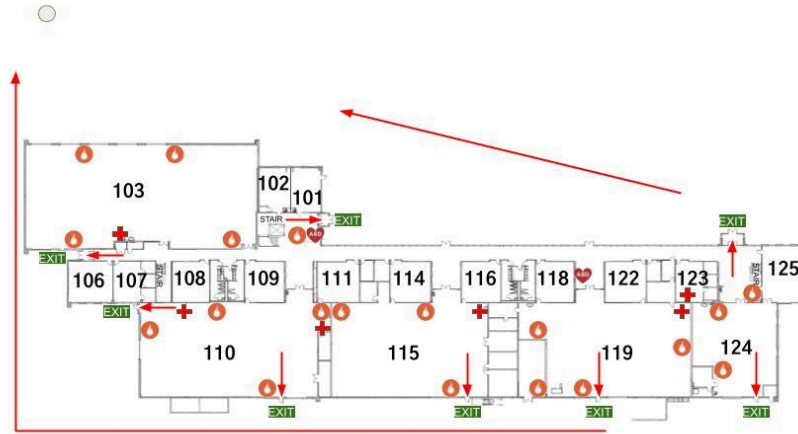 103
102
101
STAIR
EXIT
AED
EXIT
EXIT
106
107
STAIR
108
109
111
114
116
118
AED
122
123
STAIR
125
EXIT
110
115
119
124
EXIT
EXIT
EXIT
EXIT